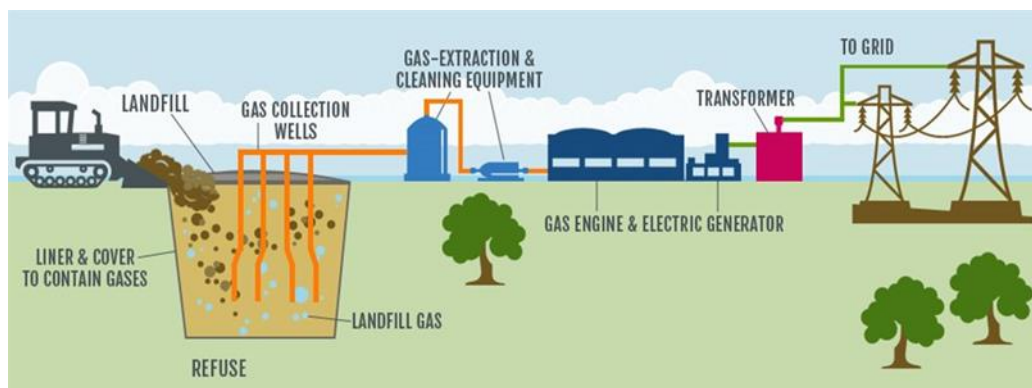 LANDFILL
GAS COLLECTION
WELLS
GAS-EXTRACTION &
CLEANING EQUIPMENT
TRANSFORMER
TO GRID
GAS ENGINE & ELECTRIC GENERATOR
LINER & COVER
TO CONTAIN GASES
LANDFILL GAS
REFUSE